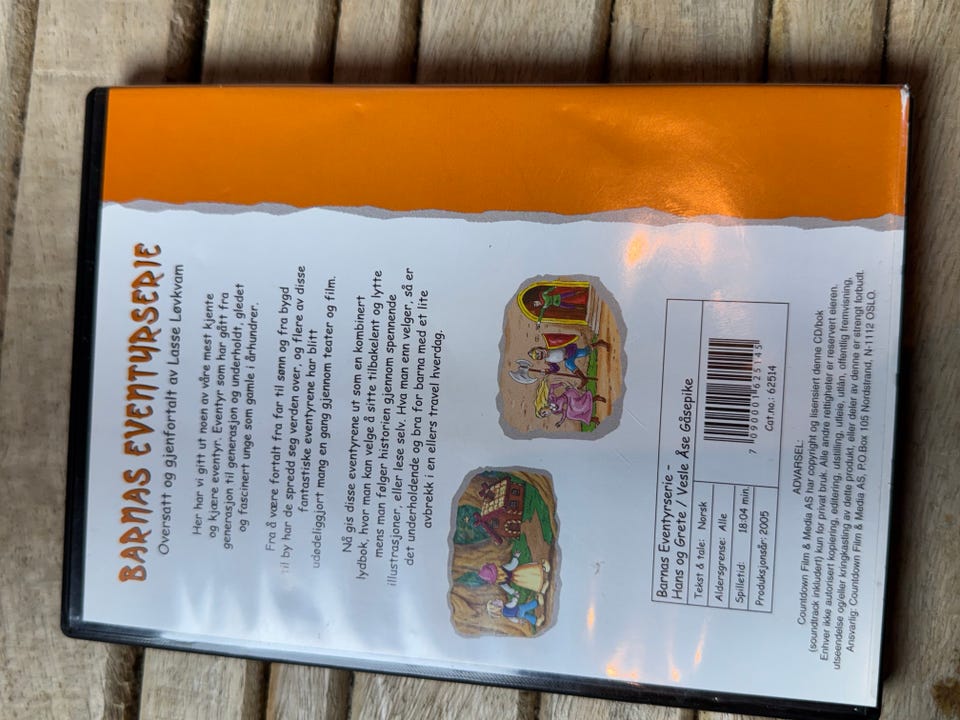 BARNAS EVENTYRSERIE
Oversatt og gjenfortalt av Lasse Løvkvam
Her har vi gitt ut noen av våre mest kjente
og kjære eventyr. Eventyr som har gått fra
generasjon til generasjon og underholdt, gledet
og fascinert unge som gamle i århundrer.
Fra å være fortalt fra far til sønn og fra bygd
til by har de spredd seg verden over, og flere av disse
fantastiske eventyrene har blitt
udødeliggjort mang en gang gjennom teater og film.
Nå gis disse eventyrene ut som en kombinert
lydbok, hvor man kan velge å sitte tilbakelent og lytte
mens man følger historien gjennom spennende
illustrasjoner, eller lese selv. Hva man enn velger, så er
det underholdende og bra for barna med et lite
avbrekk i en ellers travel hverdag.
Barnas Eventyrserie -
Hans og Grete / Vesle Åse Gåsepike
Tekst & tale: Norsk
Aldersgrense: Alle
Spilletid: 18:04 min.
Produksjonsår: 2005
7 090001 625145
Cat.no.: 62514
ADVARSEL:
Countdown Film & Media AS har copyright og lisensiert denne CD/bok
(soundtrack inkludert) kun for privat bruk. Alle andre rettigheter er reservert eieren.
Enhver ikke autorisert kopiering, editering, utstilling, utleie, utlån, offentlig fremvisning,
utseendelse og/eller kringkasting av dette produkt, eller deler av denne er strengt forbudt.
Ansvarlig: Countdown Film & Media AS, P.O.Box 105 Nordstrand, N-1112 OSLO.